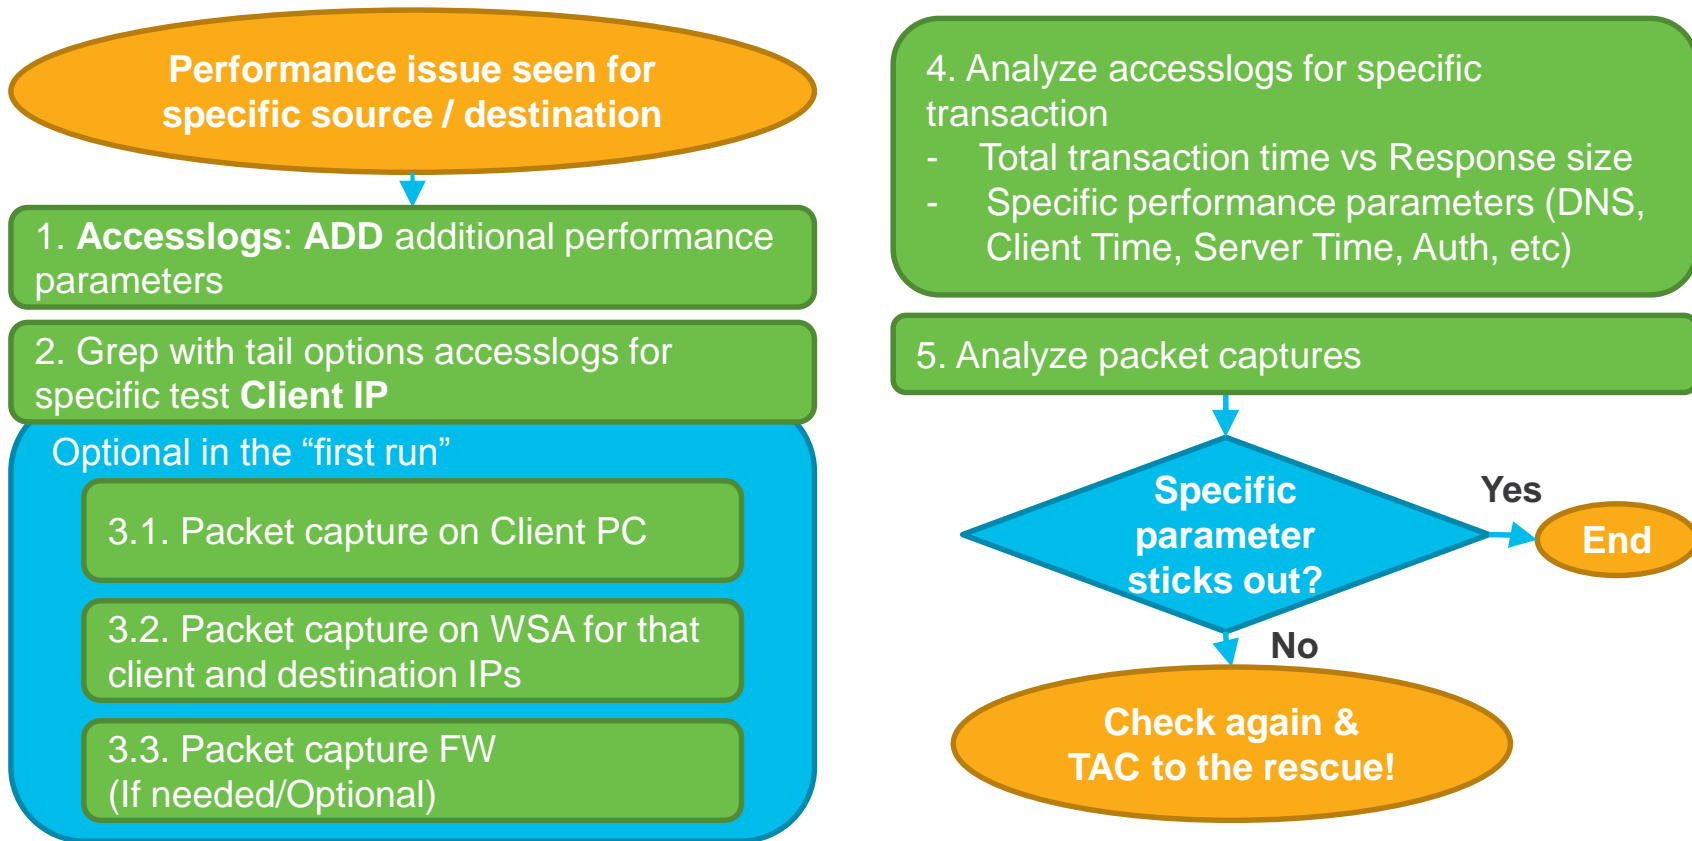 Performance issue seen for
specific source / destination
1. Accesslogs: ADD additional performance
parameters
2. Grep with tail options accesslogs for
specific test Client IP
Optional in the “first run”
3.1. Packet capture on Client PC
3.2. Packet capture on WSA for that
client and destination IPs
3.3. Packet capture FW
(If needed/Optional)
4. Analyze accesslogs for specific
transaction
- Total transaction time vs Response size
- Specific performance parameters (DNS,
Client Time, Server Time, Auth, etc)
5. Analyze packet captures
Specific
parameter
sticks out?
Yes
End
No
Check again &
TAC to the rescue!